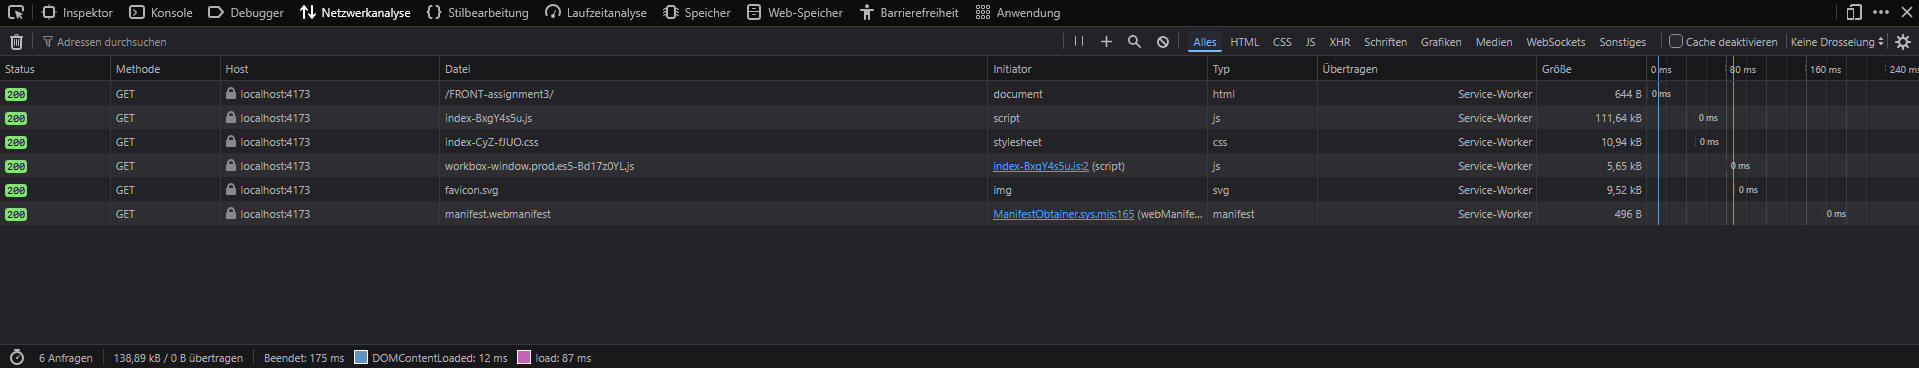 Inspektor Konsole Debugger Netzwerkanalyse Stilbearbeitung Laufzeitanalyse Speicher Web-Speicher Barrierefreiheit Anwendung
Adressen durchsuchen Alles HTML CSS JS XHR Schriften Grafiken Medien WebSockets Sonstiges Cache deaktivieren Keine Drosselung
Status Methode Host Datei Initiator Typ Übertragen Größe 0 ms 80 ms 160 ms 240 ms
200 GET localhost:4173 /FRONT-assignment3/ document html Service-Worker 644 B 0 ms
200 GET localhost:4173 index-BxgY4s5u.js script js Service-Worker 111,64 kB 0 ms
200 GET localhost:4173 index-CyZ-fJUO.css stylesheet css Service-Worker 10,94 kB 0 ms
200 GET localhost:4173 workbox-window.prod.es5-Bd17z0YL.js index-BxgY4s5u.js:2 (script) js Service-Worker 5,65 kB 0 ms
200 GET localhost:4173 favicon.svg img svg Service-Worker 9,52 kB 0 ms
200 GET localhost:4173 manifest.webmanifest ManifestObtainer.sys.mjs:165 (webManife... manifest Service-Worker 496 B 0 ms
6 Anfragen 138,89 kB / 0 B übertragen Beendet: 175 ms DOMContentLoaded: 12 ms load: 87 ms